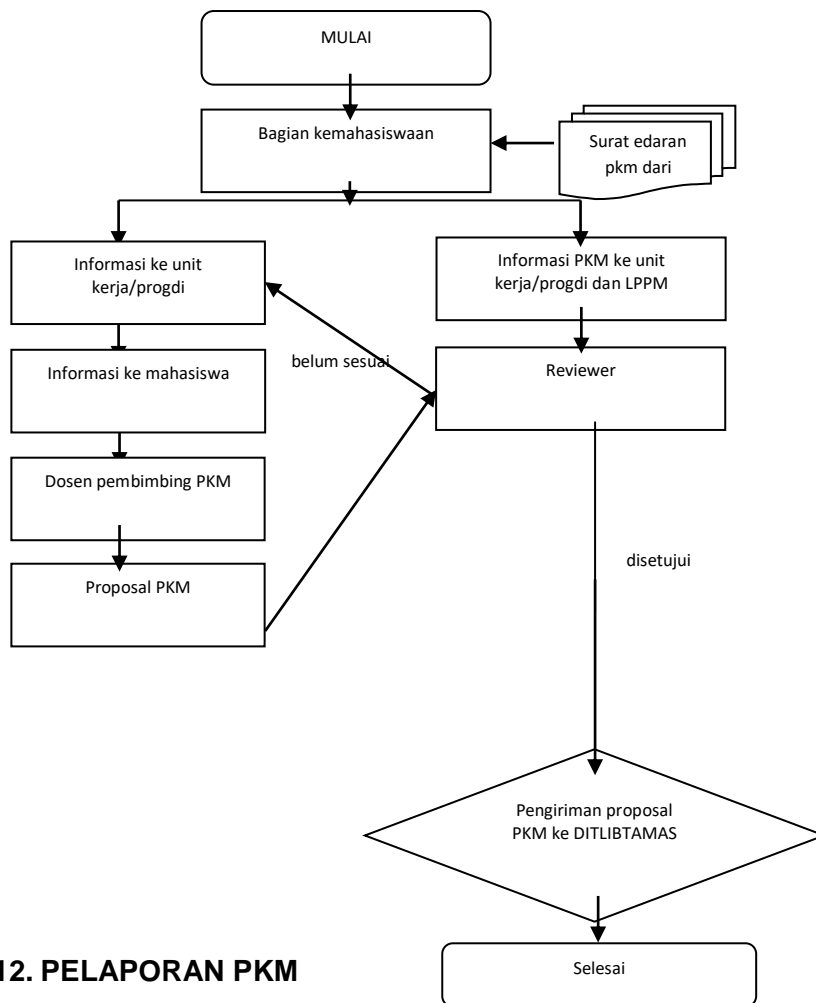 MULAI
Bagian kemahasiswaan
Surat edaran
pkm dari
Informasi ke unit
kerja/progdi
Informasi PKM ke unit
kerja/progdi dan LPPM
belum sesuai
Informasi ke mahasiswa
Reviewer
Dosen pembimbing PKM
disetujui
Proposal PKM
Pengiriman proposal
PKM ke DITLIBTAMAS
12. PELAPORAN PKM
Selesai